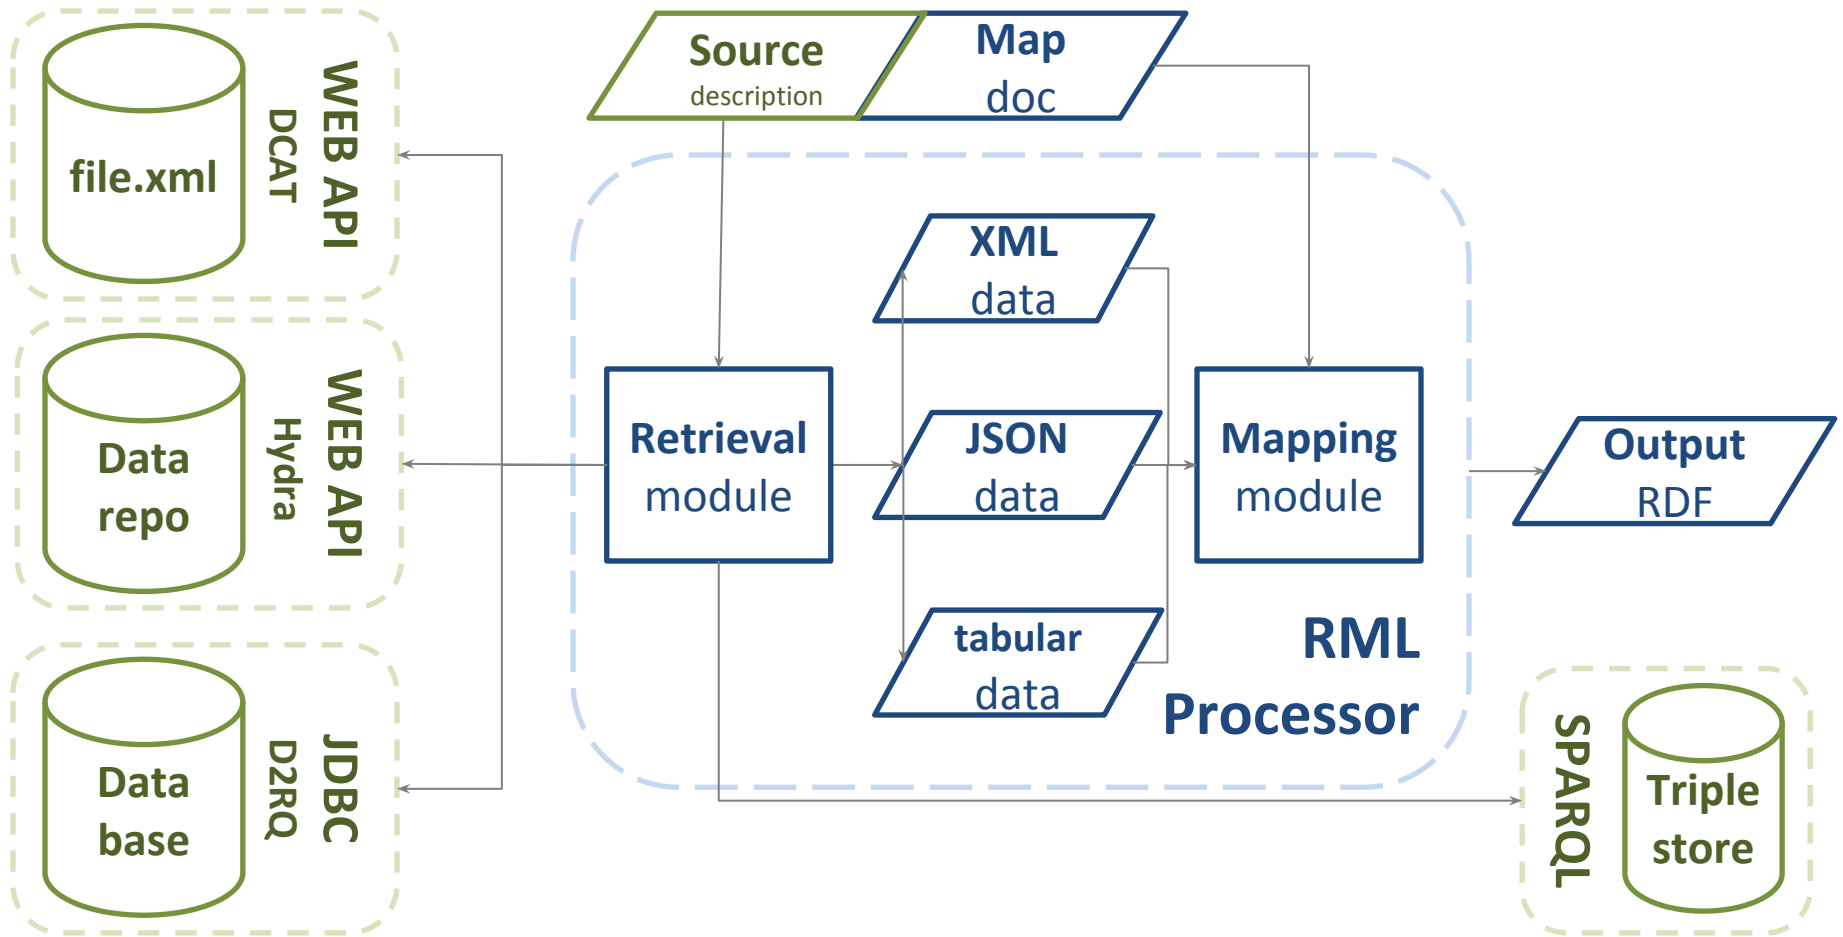 Source
description
Map
doc
file.xml
DCAT
WEB API
Data
repo
Hydra
WEB API
Data
base
D2RQ
JDBC
Retrieval
module
XML
data
JSON
data
tabular
data
Mapping
module
RML
Processor
Output
RDF
SPARQL
Triple
store